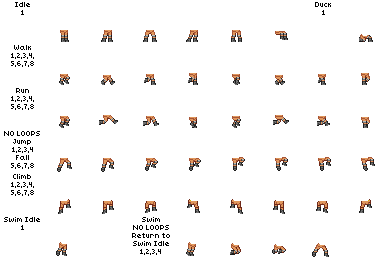 Idle
1
Duck
1
Walk
1,2,3,4,
5,6,7,8
Run
1,2,3,4,
5,6,7,8
NO LOOPS
Jump
1,2,3,4
Fall
5,6,7,8
Climb
1,2,3,4,
5,6,7,8
Swim Idle
1
Swim
NO LOOPS
Return to
Swim Idle
1,2,3,4